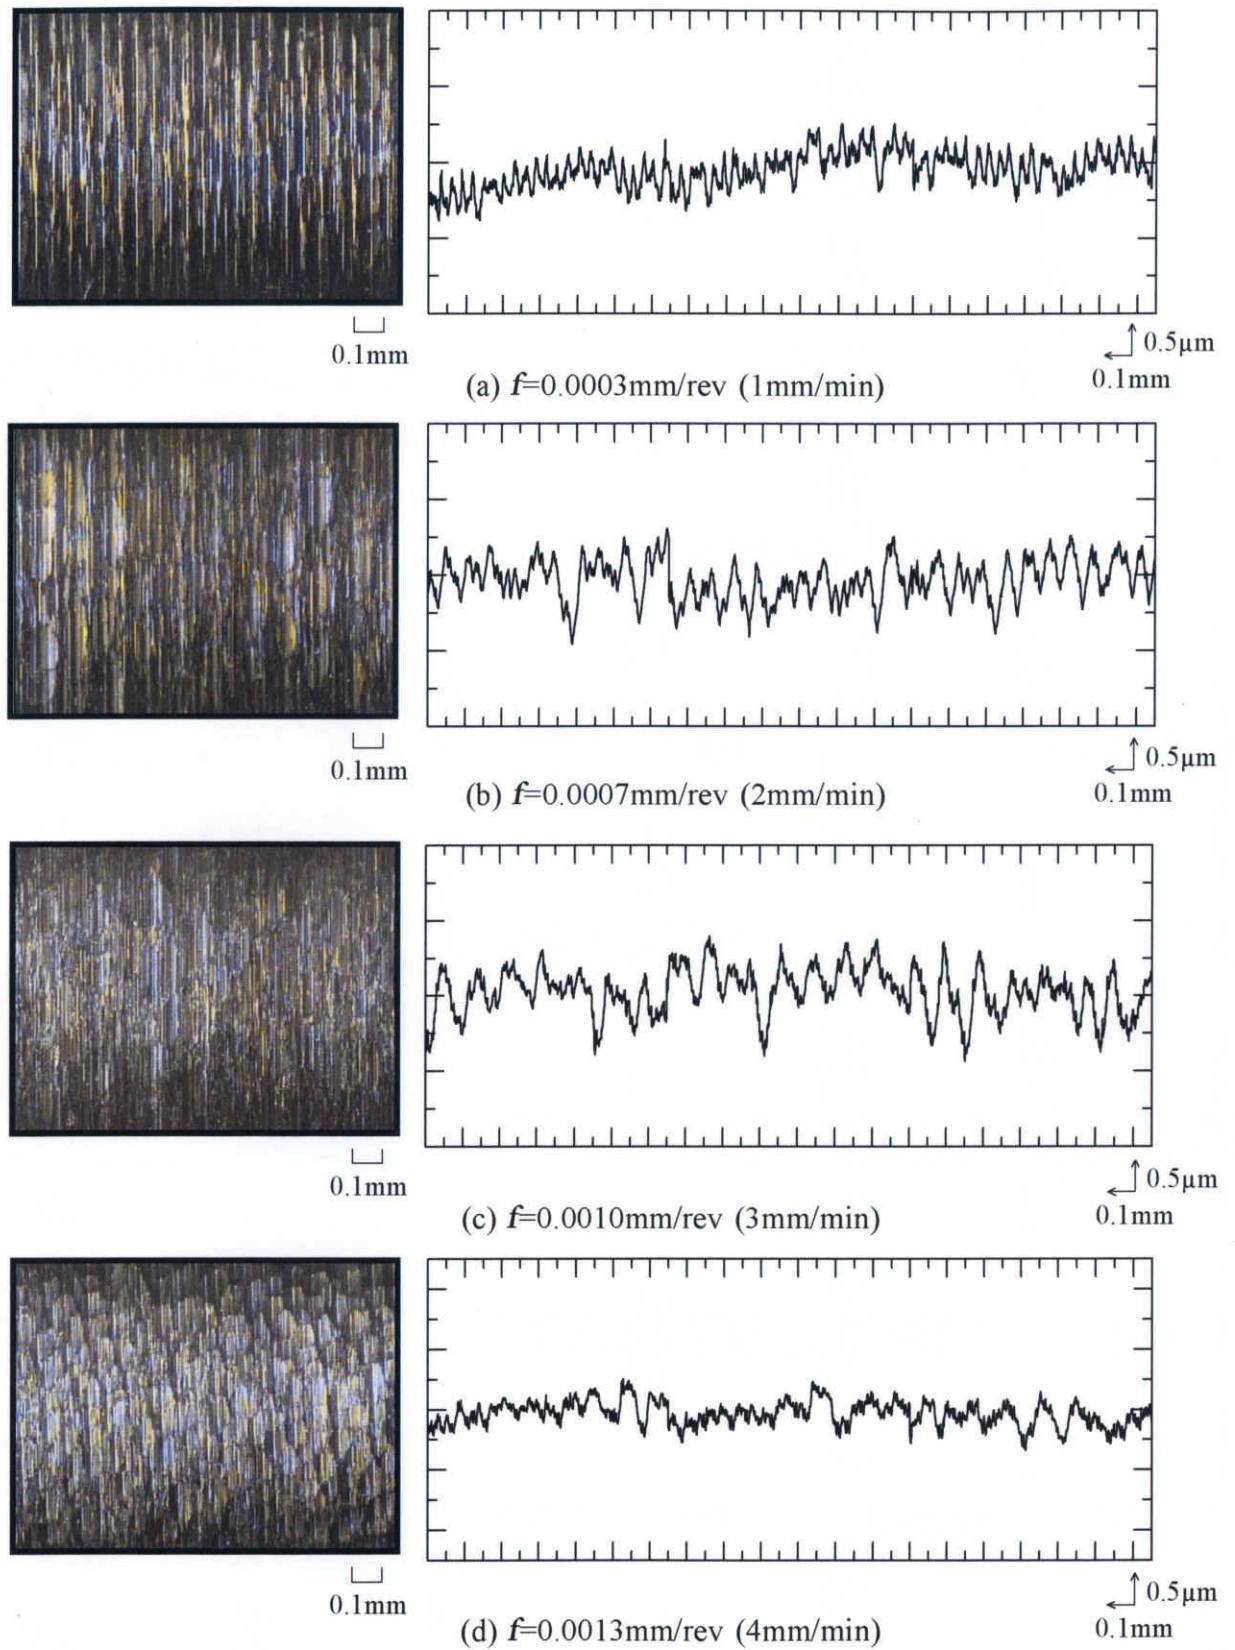 0.1mm
0.5µm
0.1mm
(a) f=0.0003mm/rev (1mm/min)
0.1mm
0.5µm
0.1mm
(b) f=0.0007mm/rev (2mm/min)
0.1mm
0.5µm
0.1mm
(c) f=0.0010mm/rev (3mm/min)
0.1mm
0.5µm
0.1mm
(d) f=0.0013mm/rev (4mm/min)